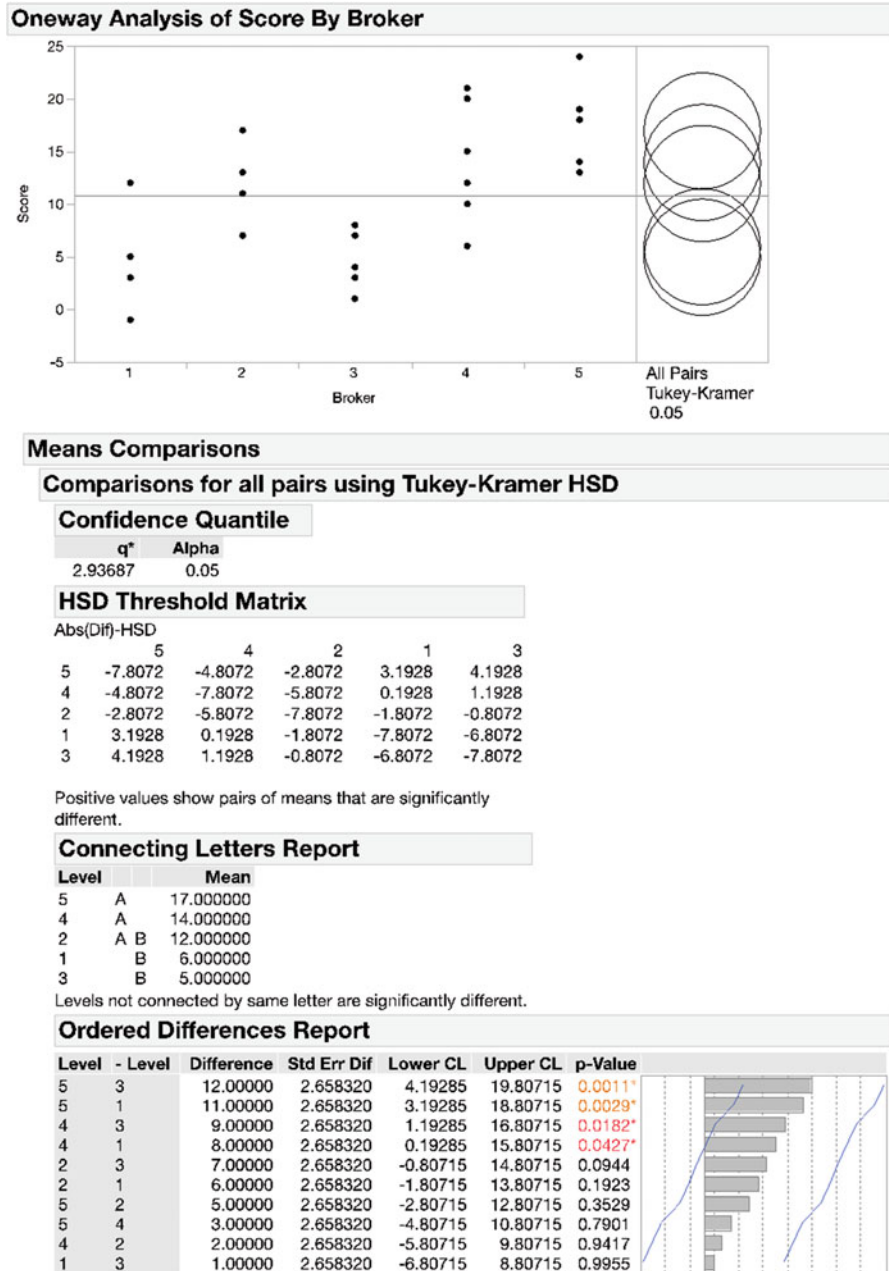 Oneway Analysis of Score By Broker
25
20
15
10
5
0
-5
Score
1 2 3 4 5
Broker
All Pairs
Tukey-Kramer
0.05
Means Comparisons
Comparisons for all pairs using Tukey-Kramer HSD
Confidence Quantile
q* Alpha
2.93687 0.05
HSD Threshold Matrix
Abs(Dif)-HSD
5 4 2 1 3
5 -7.8072 -4.8072 -2.8072 3.1928 4.1928
4 -4.8072 -7.8072 -5.8072 0.1928 1.1928
2 -2.8072 -5.8072 -7.8072 -1.8072 -0.8072
1 3.1928 0.1928 -1.8072 -7.8072 -6.8072
3 4.1928 1.1928 -0.8072 -6.8072 -7.8072
Positive values show pairs of means that are significantly
different.
Connecting Letters Report
Level Mean
5 A 17.000000
4 A 14.000000
2 A B 12.000000
1 B 6.000000
3 B 5.000000
Levels not connected by same letter are significantly different.
Ordered Differences Report
Level - Level Difference Std Err Dif Lower CL Upper CL p-Value
5 3 12.00000 2.658320 4.19285 19.80715 0.0011*
5 1 11.00000 2.658320 3.19285 18.80715 0.0029*
4 3 9.00000 2.658320 1.19285 16.80715 0.0182*
4 1 8.00000 2.658320 0.19285 15.80715 0.0427*
2 3 7.00000 2.658320 -0.80715 14.80715 0.0944
2 1 6.00000 2.658320 -1.80715 13.80715 0.1923
5 2 5.00000 2.658320 -2.80715 12.80715 0.3529
5 4 3.00000 2.658320 -4.80715 10.80715 0.7901
4 2 2.00000 2.658320 -5.80715 9.80715 0.9417
1 3 1.00000 2.658320 -6.80715 8.80715 0.9955